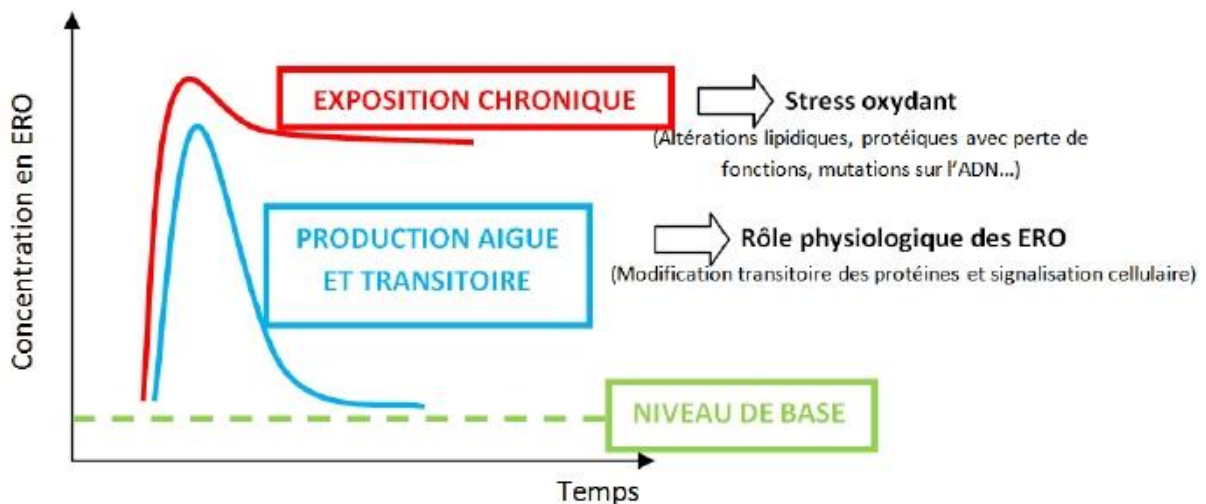 Concentration en ERO
EXPOSITION CHRONIQUE
Stress oxydant
(Altérations lipidiques, protéiques avec perte de
fonctions, mutations sur l'ADN...)
PRODUCTION AIGUE
ET TRANSITOIRE
Rôle physiologique des ERO
(Modification transitoire des protéines et signalisation cellulaire)
NIVEAU DE BASE
Temps